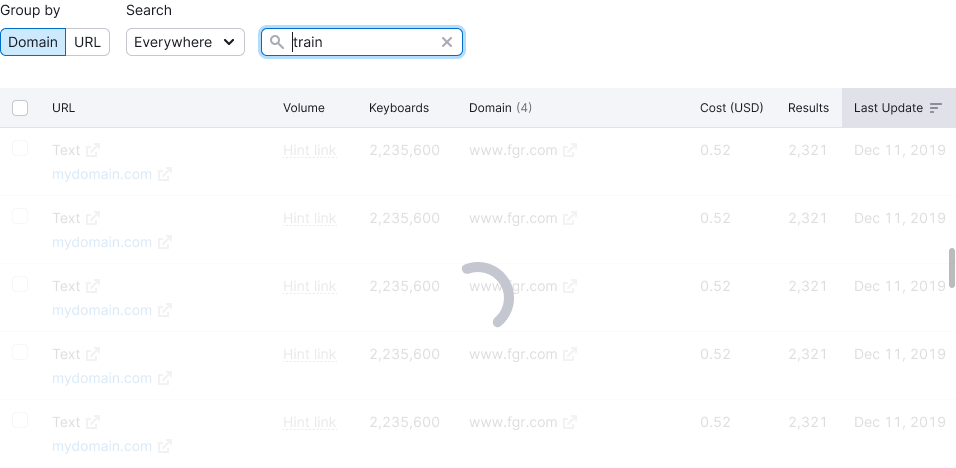 Group by Search
Domain URL Everywhere train
URL Volume Keyboards Domain (4) Cost (USD) Results Last Update
Text Hint link 2,235,600 www.fgr.com 0.52 2,321 Dec 11, 2019
mydomain.com
Text Hint link 2,235,600 www.fgr.com 0.52 2,321 Dec 11, 2019
mydomain.com
Text Hint link 2,235,600 www.fgr.com 0.52 2,321 Dec 11, 2019
mydomain.com
Text Hint link 2,235,600 www.fgr.com 0.52 2,321 Dec 11, 2019
mydomain.com
Text Hint link 2,235,600 www.fgr.com 0.52 2,321 Dec 11, 2019
mydomain.com